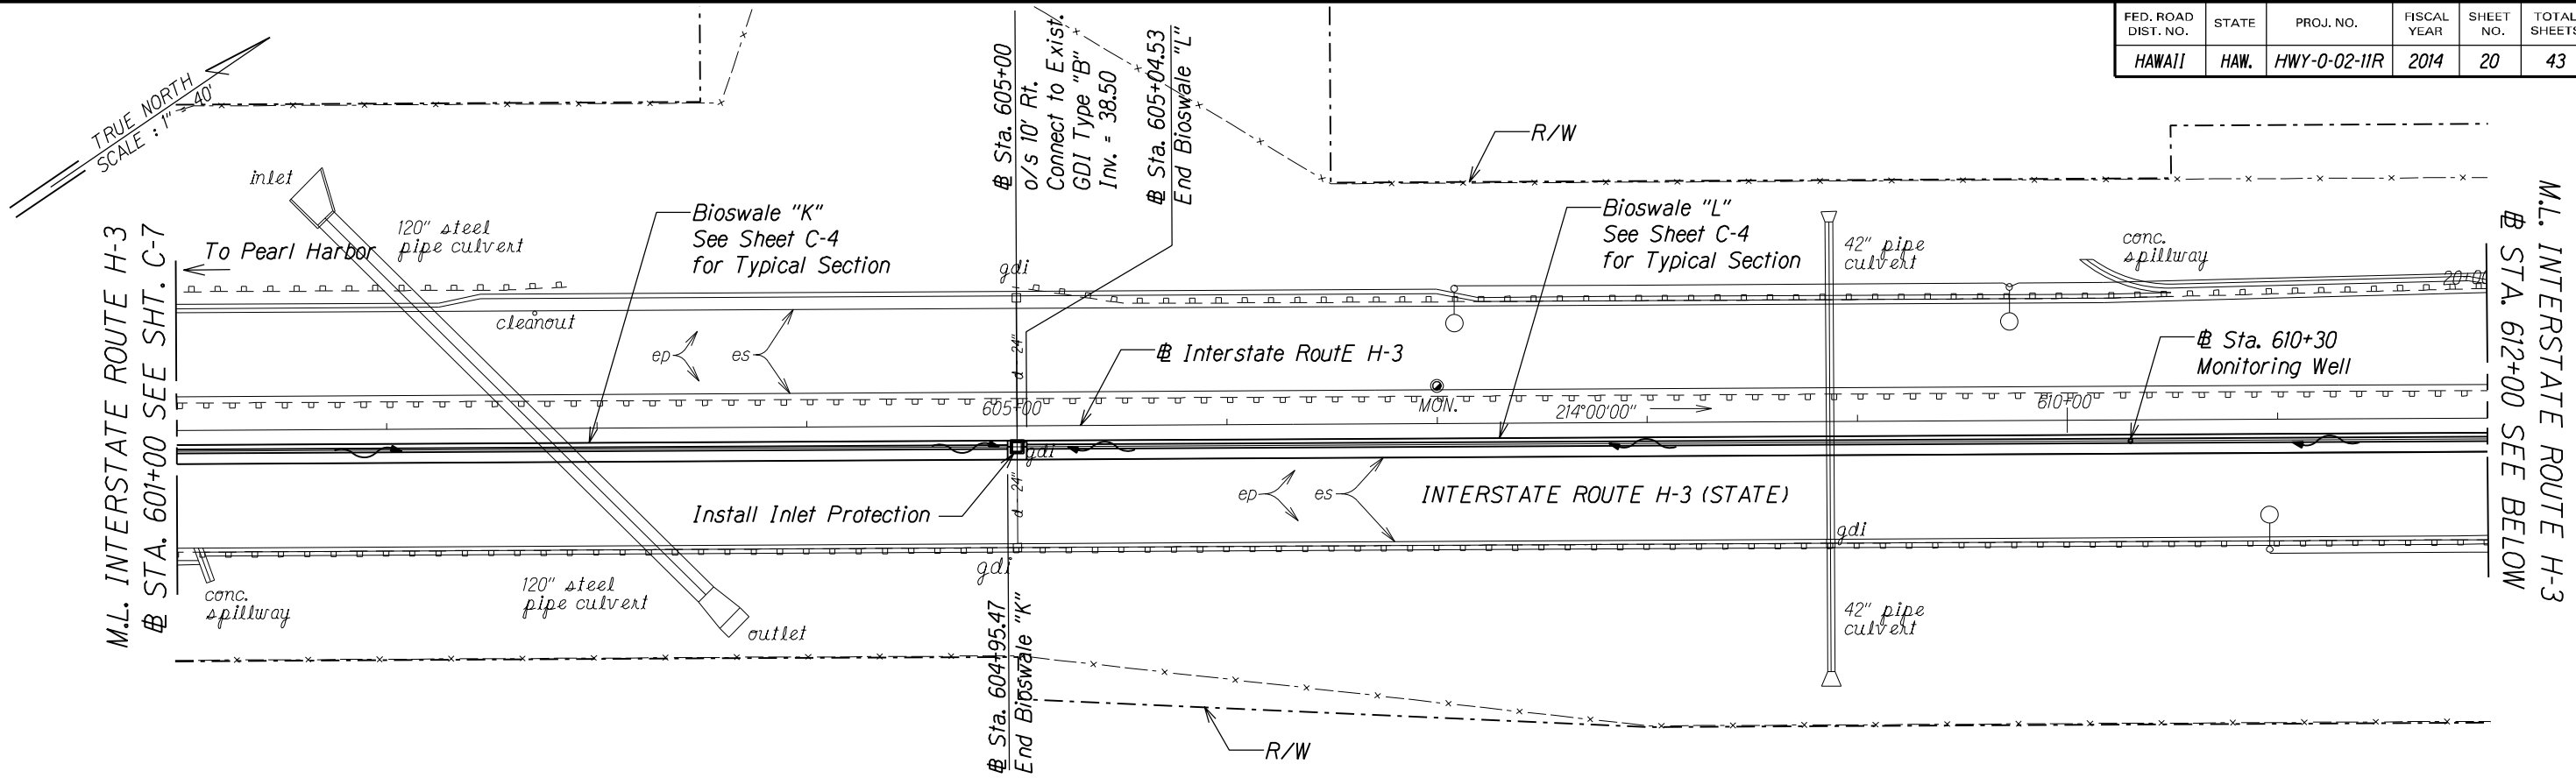 FED. ROAD DIST. NO.
STATE
PROJ. NO.
FISCAL YEAR
SHEET NO.
TOTAL SHEETS
HAWAII
HAW.
HWY-0-02-11R
2014
20
43
TRUE NORTH
SCALE : 1" = 40'
M.L. INTERSTATE ROUTE H-3
℄ STA. 601+00 SEE SHT. C-7
To Pearl Harbor
inlet
120" steel
pipe culvert
Bioswale "K"
See Sheet C-4
for Typical Section
℄ Sta. 605+00
o/s 10' Rt.
Connect to Exist.
GDI Type "B"
Inv. = 38.50
℄ Sta. 605+04.53
End Bioswale "L"
R/W
Bioswale "L"
See Sheet C-4
for Typical Section
42" pipe
culvert
conc.
spillway
20+00
gdi
cleanout
ep
es
24"
d
℄ Interstate RoutE H-3
℄ Sta. 610+30
Monitoring Well
605+00
MON.
214°00'00"
610+00
gdi
24"
d
Install Inlet Protection
ep
es
INTERSTATE ROUTE H-3 (STATE)
gdi
gdi
conc.
spillway
120" steel
pipe culvert
outlet
℄ Sta. 604+95.47
End Bioswale "K"
42" pipe
culvert
R/W
M.L. INTERSTATE ROUTE H-3
℄ STA. 612+00 SEE BELOW